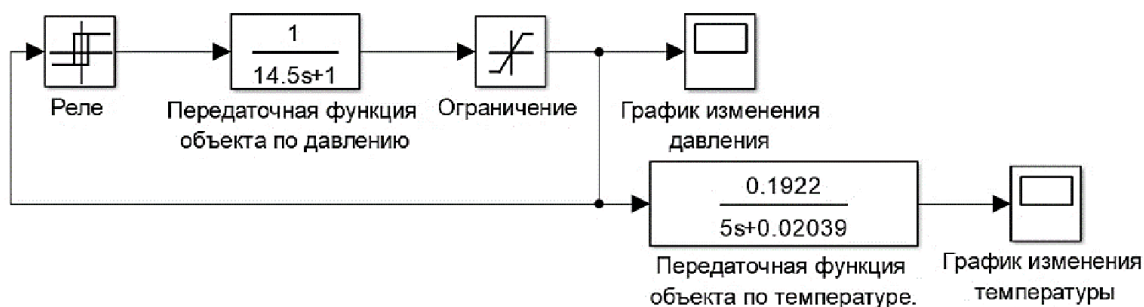 1
14.5s+1
Реле
Передаточная функция
объекта по давлению
Ограничение
График изменения
давления
0.1922
5s+0.02039
Передаточная функция
объекта по температуре.
График изменения
температуры